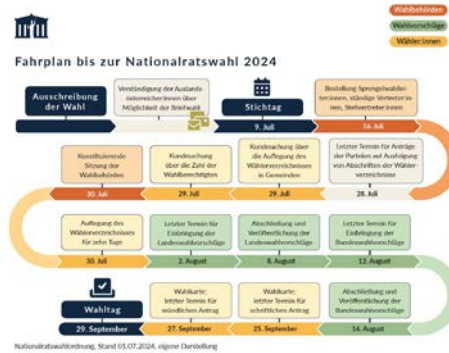 Wahlbehörden
Wahlvorschläge
Wähler:innen
Fahrplan bis zur Nationalratswahl 2024
Ausschreibung
der Wahl
Verständigung der Auslands-
österreicher:innen über
Möglichkeit der Briefwahl
Stichtag
9. Juli
Bestellung Sprengelwahllei-
ter:innen, ständige Vertreter:in-
nen, Stellvertreter:innen
16. Juli
Konstituierende
Sitzung der
Wahlbehörden
30. Juli
Kundmachung
über die Zahl der
Wahlberechtigten
29. Juli
Kundmachung über
die Auflegung des
Wählerverzeichnisses
in Gemeinden
29. Juli
Letzter Termin für Anträge
der Parteien auf Ausfolgung
von Abschriften der Wähler-
verzeichnisse
28. Juli
Auflegung des
Wählerverzeichnisses
für zehn Tage
30. Juli
Letzter Termin für
Einbringung der
Landeswahlvorschläge
2. August
Abschließung und
Veröffentlichung der
Landeswahlvorschläge
8. August
Letzter Termin für
Einbringung der
Bundeswahlvorschläge
12. August
Wahltag
29. September
Wahlkarte:
letzter Termin für
mündlichen Antrag
27. September
Wahlkarte:
letzter Termin für
schriftlichen Antrag
25. September
Abschließung und
Veröffentlichung der
Bundeswahlvorschläge
14. August
Nationalratswahlordnung, Stand 01.07.2024, eigene Darstellung